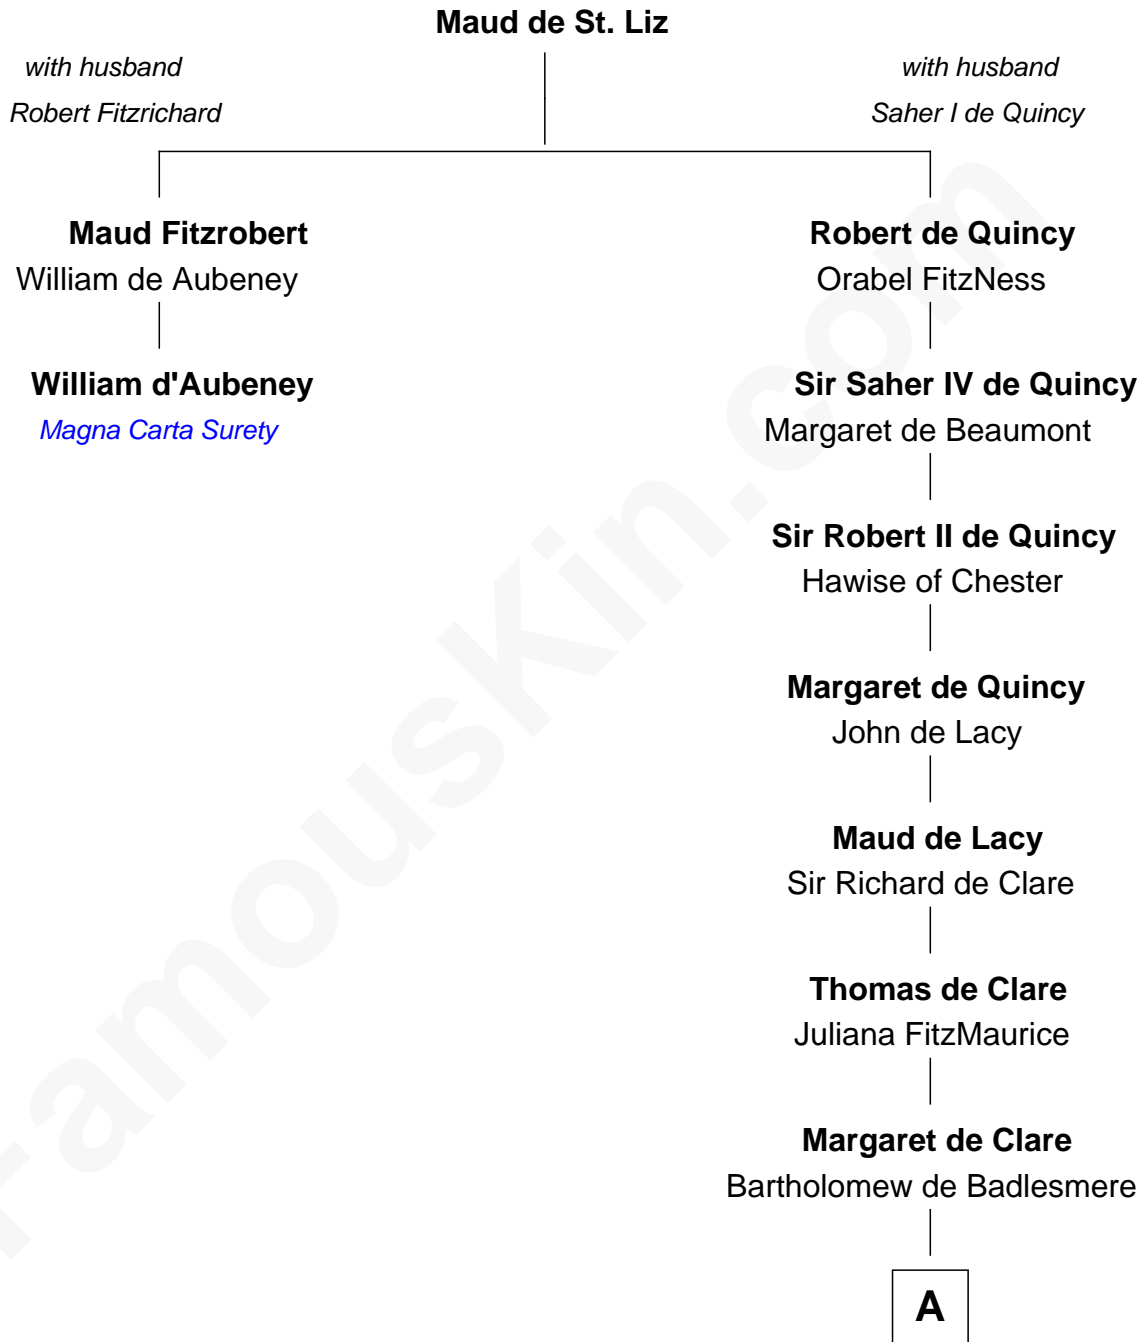 Maud de St. Liz
with husband
Robert Fitzrichard
with husband
Saher I de Quincy
Maud Fitzrobert
William de Aubeney
William d'Aubeney
Magna Carta Surety
Robert de Quincy
Orabel FitzNess
Sir Saher IV de Quincy
Margaret de Beaumont
Sir Robert II de Quincy
Hawise of Chester
Margaret de Quincy
John de Lacy
Maud de Lacy
Sir Richard de Clare
Thomas de Clare
Juliana FitzMaurice
Margaret de Clare
Bartholomew de Badlesmere
A
FamousKin.com